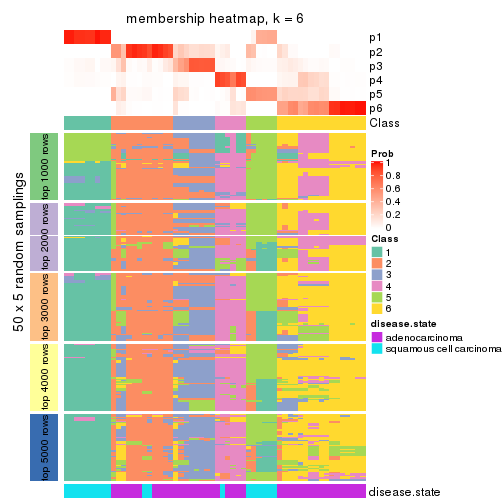 membership heatmap, k = 6
p1
p2
p3
p4
p5
p6
Class
50 x 5 random samplings
top 1000 rows
top 2000 rows
top 3000 rows
top 4000 rows
top 5000 rows
Prob
1
0.8
0.6
0.4
0.2
0
Class
1
2
3
4
5
6
disease.state
adenocarcinoma
squamous cell carcinoma
disease.state